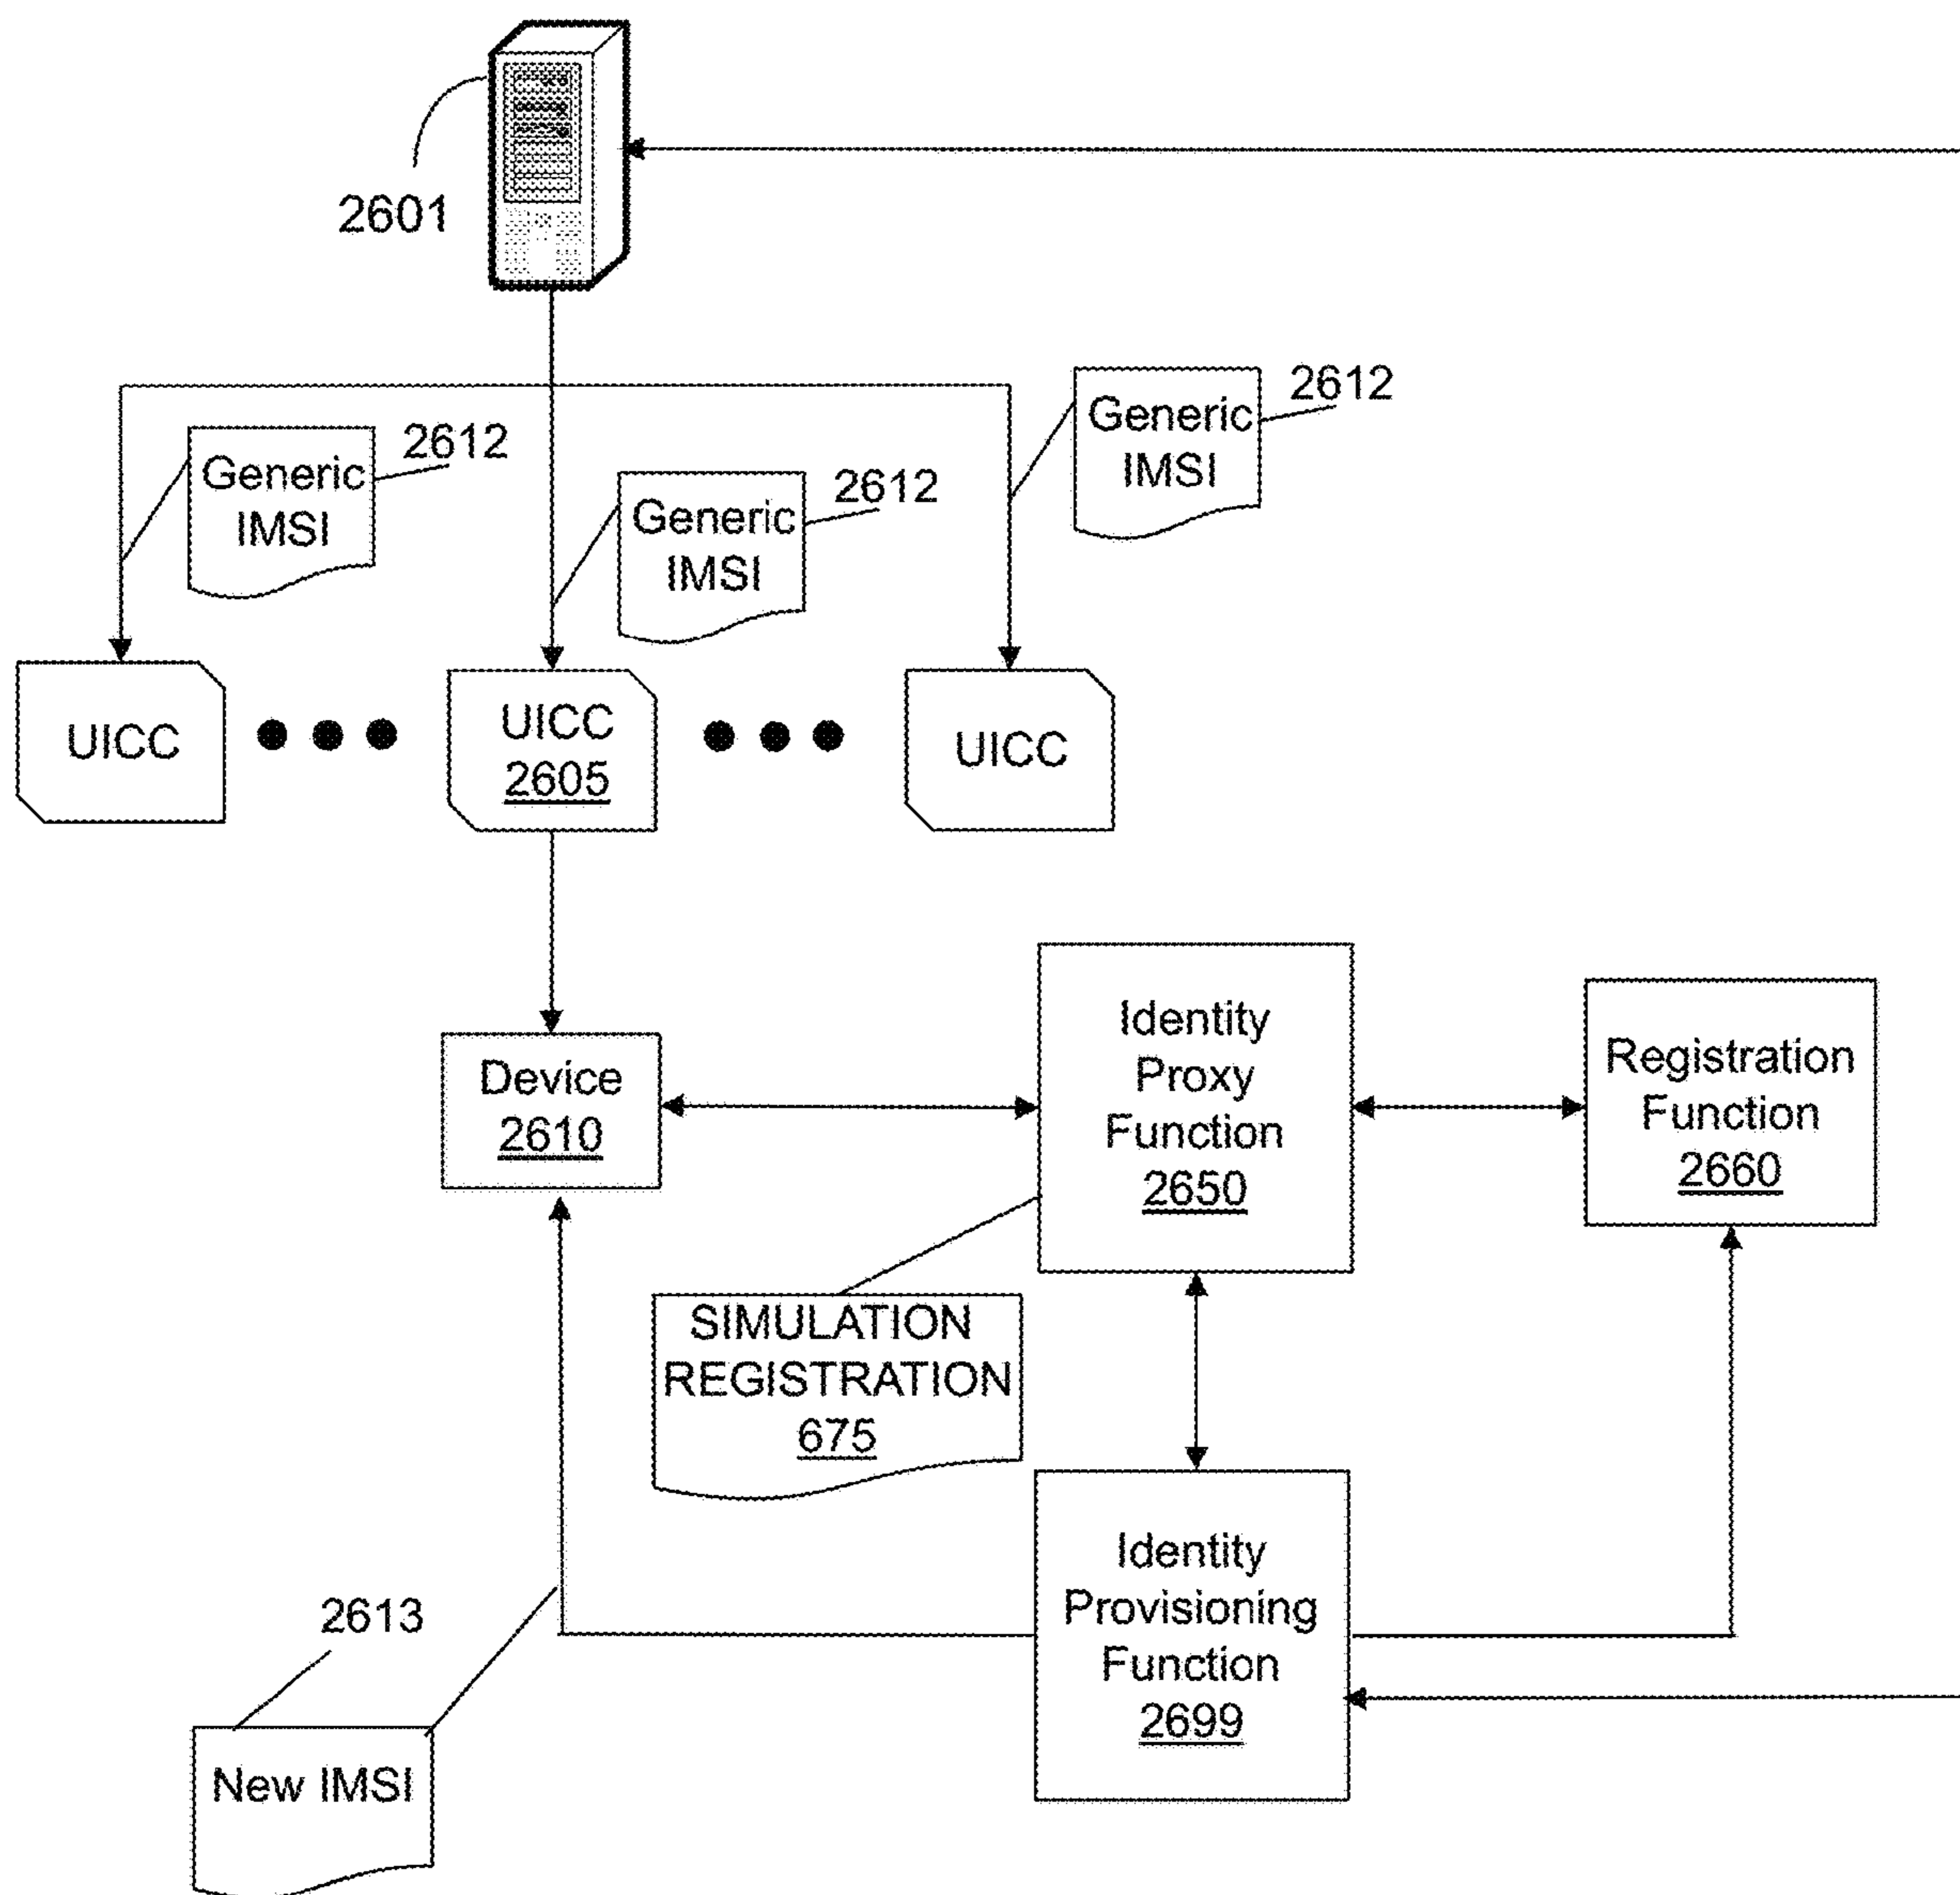 2601
2612
Generic
IMSI
2612
Generic
IMSI
2612
Generic
IMSI
UICC
UICC
2605
UICC
Device
2610
Identity
Proxy
Function
2650
Registration
Function
2660
SIMULATION
REGISTRATION
675
Identity
Provisioning
Function
2699
2613
New IMSI